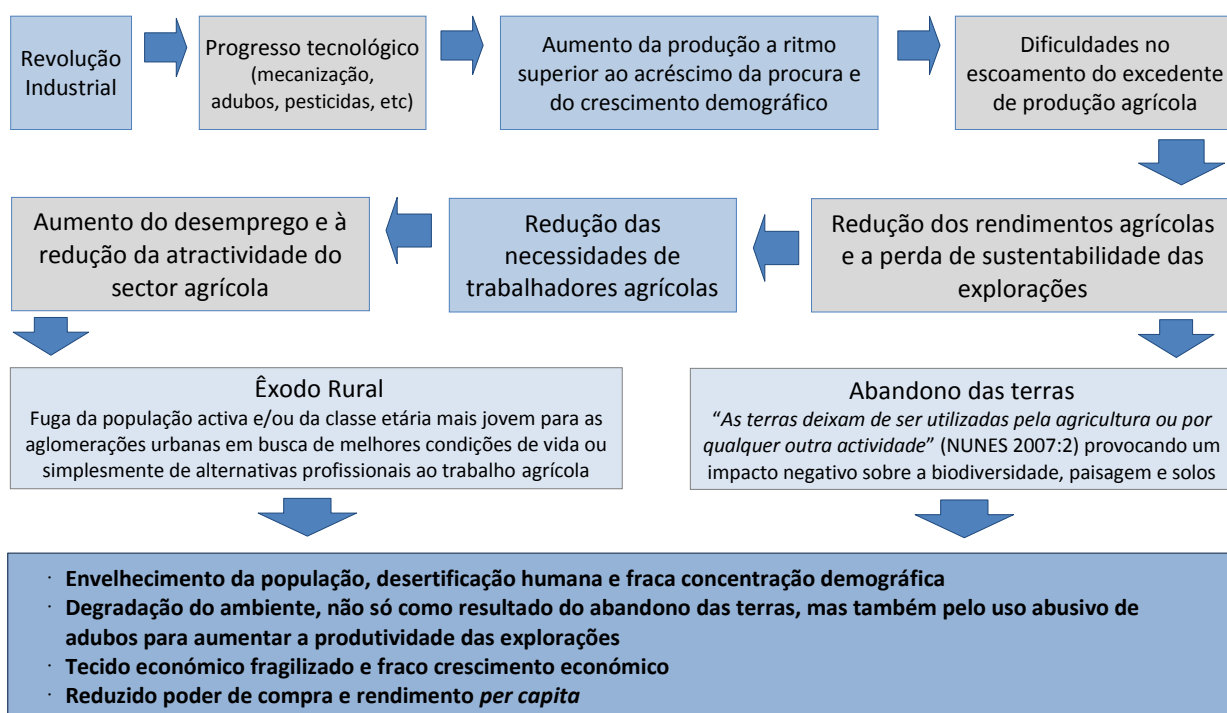 Revolução
Industrial
Progresso tecnológico
(mecanização,
adubos, pesticidas, etc)
Aumento da produção a ritmo
superior ao acréscimo da procura e
do crescimento demográfico
Dificuldades no
escoamento do excedente
de produção agrícola
Redução dos rendimentos agrícolas
e a perda de sustentabilidade das
explorações
Redução das
necessidades de
trabalhadores agrícolas
Aumento do desemprego e à
redução da atractividade do
sector agrícola
Êxodo Rural
Fuga da população activa e/ou da classe etária mais jovem para as
aglomerações urbanas em busca de melhores condições de vida ou
simplesmente de alternativas profissionais ao trabalho agrícola
Abandono das terras
“As terras deixam de ser utilizadas pela agricultura ou por
qualquer outra actividade” (NUNES 2007:2) provocando um
impacto negativo sobre a biodiversidade, paisagem e solos
· Envelhecimento da população, desertificação humana e fraca concentração demográfica
· Degradação do ambiente, não só como resultado do abandono das terras, mas também pelo uso abusivo de
adubos para aumentar a produtividade das explorações
· Tecido económico fragilizado e fraco crescimento económico
· Reduzido poder de compra e rendimento per capita